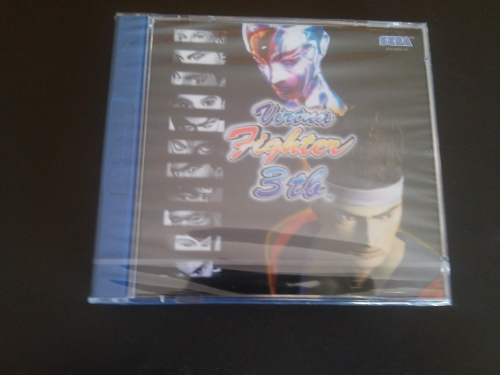 SEGA
Virtua
Fighter
3tb